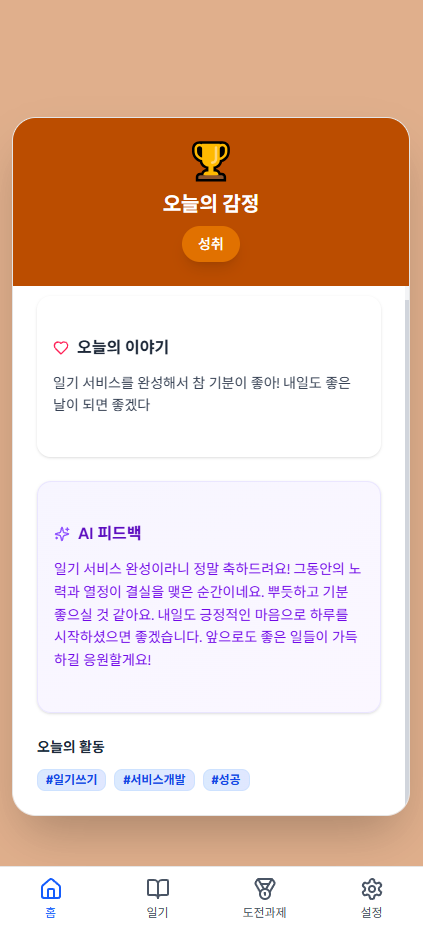 오늘의 감정
성취
오늘의 이야기
일기 서비스를 완성해서 참 기분이 좋아! 내일도 좋은
날이 되면 좋겠다
AI 피드백
일기 서비스 완성이라니 정말 축하드려요! 그동안의 노
력과 열정이 결실을 맺은 순간이네요. 뿌듯하고 기분
좋으실 것 같아요. 내일도 긍정적인 마음으로 하루를
시작하셨으면 좋겠습니다. 앞으로도 좋은 일들이 가득
하길 응원할게요!
오늘의 활동
#일기쓰기 #서비스개발 #성공
홈 일기 도전과제 설정